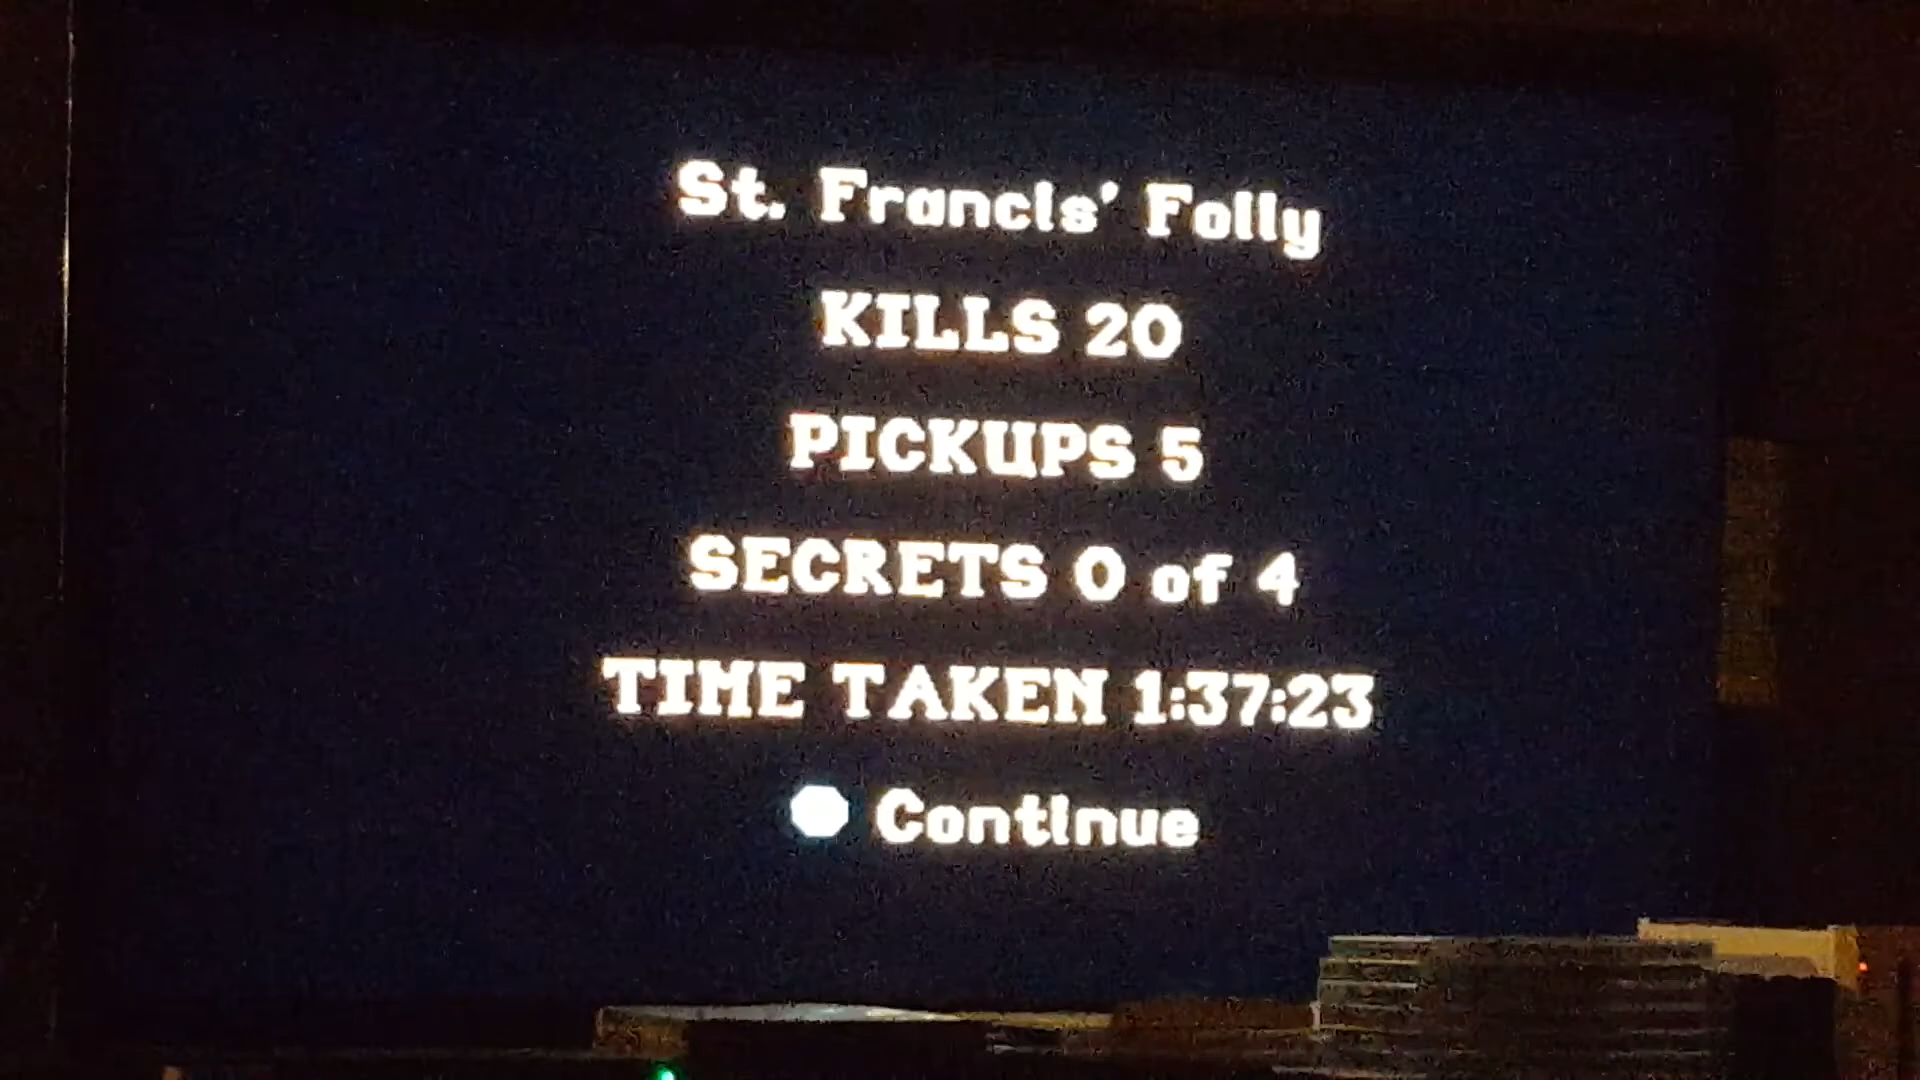 St. Francis' Folly
KILLS 20
PICKUPS 5
SECRETS 0 of 4
TIME TAKEN 1:37:23
Continue